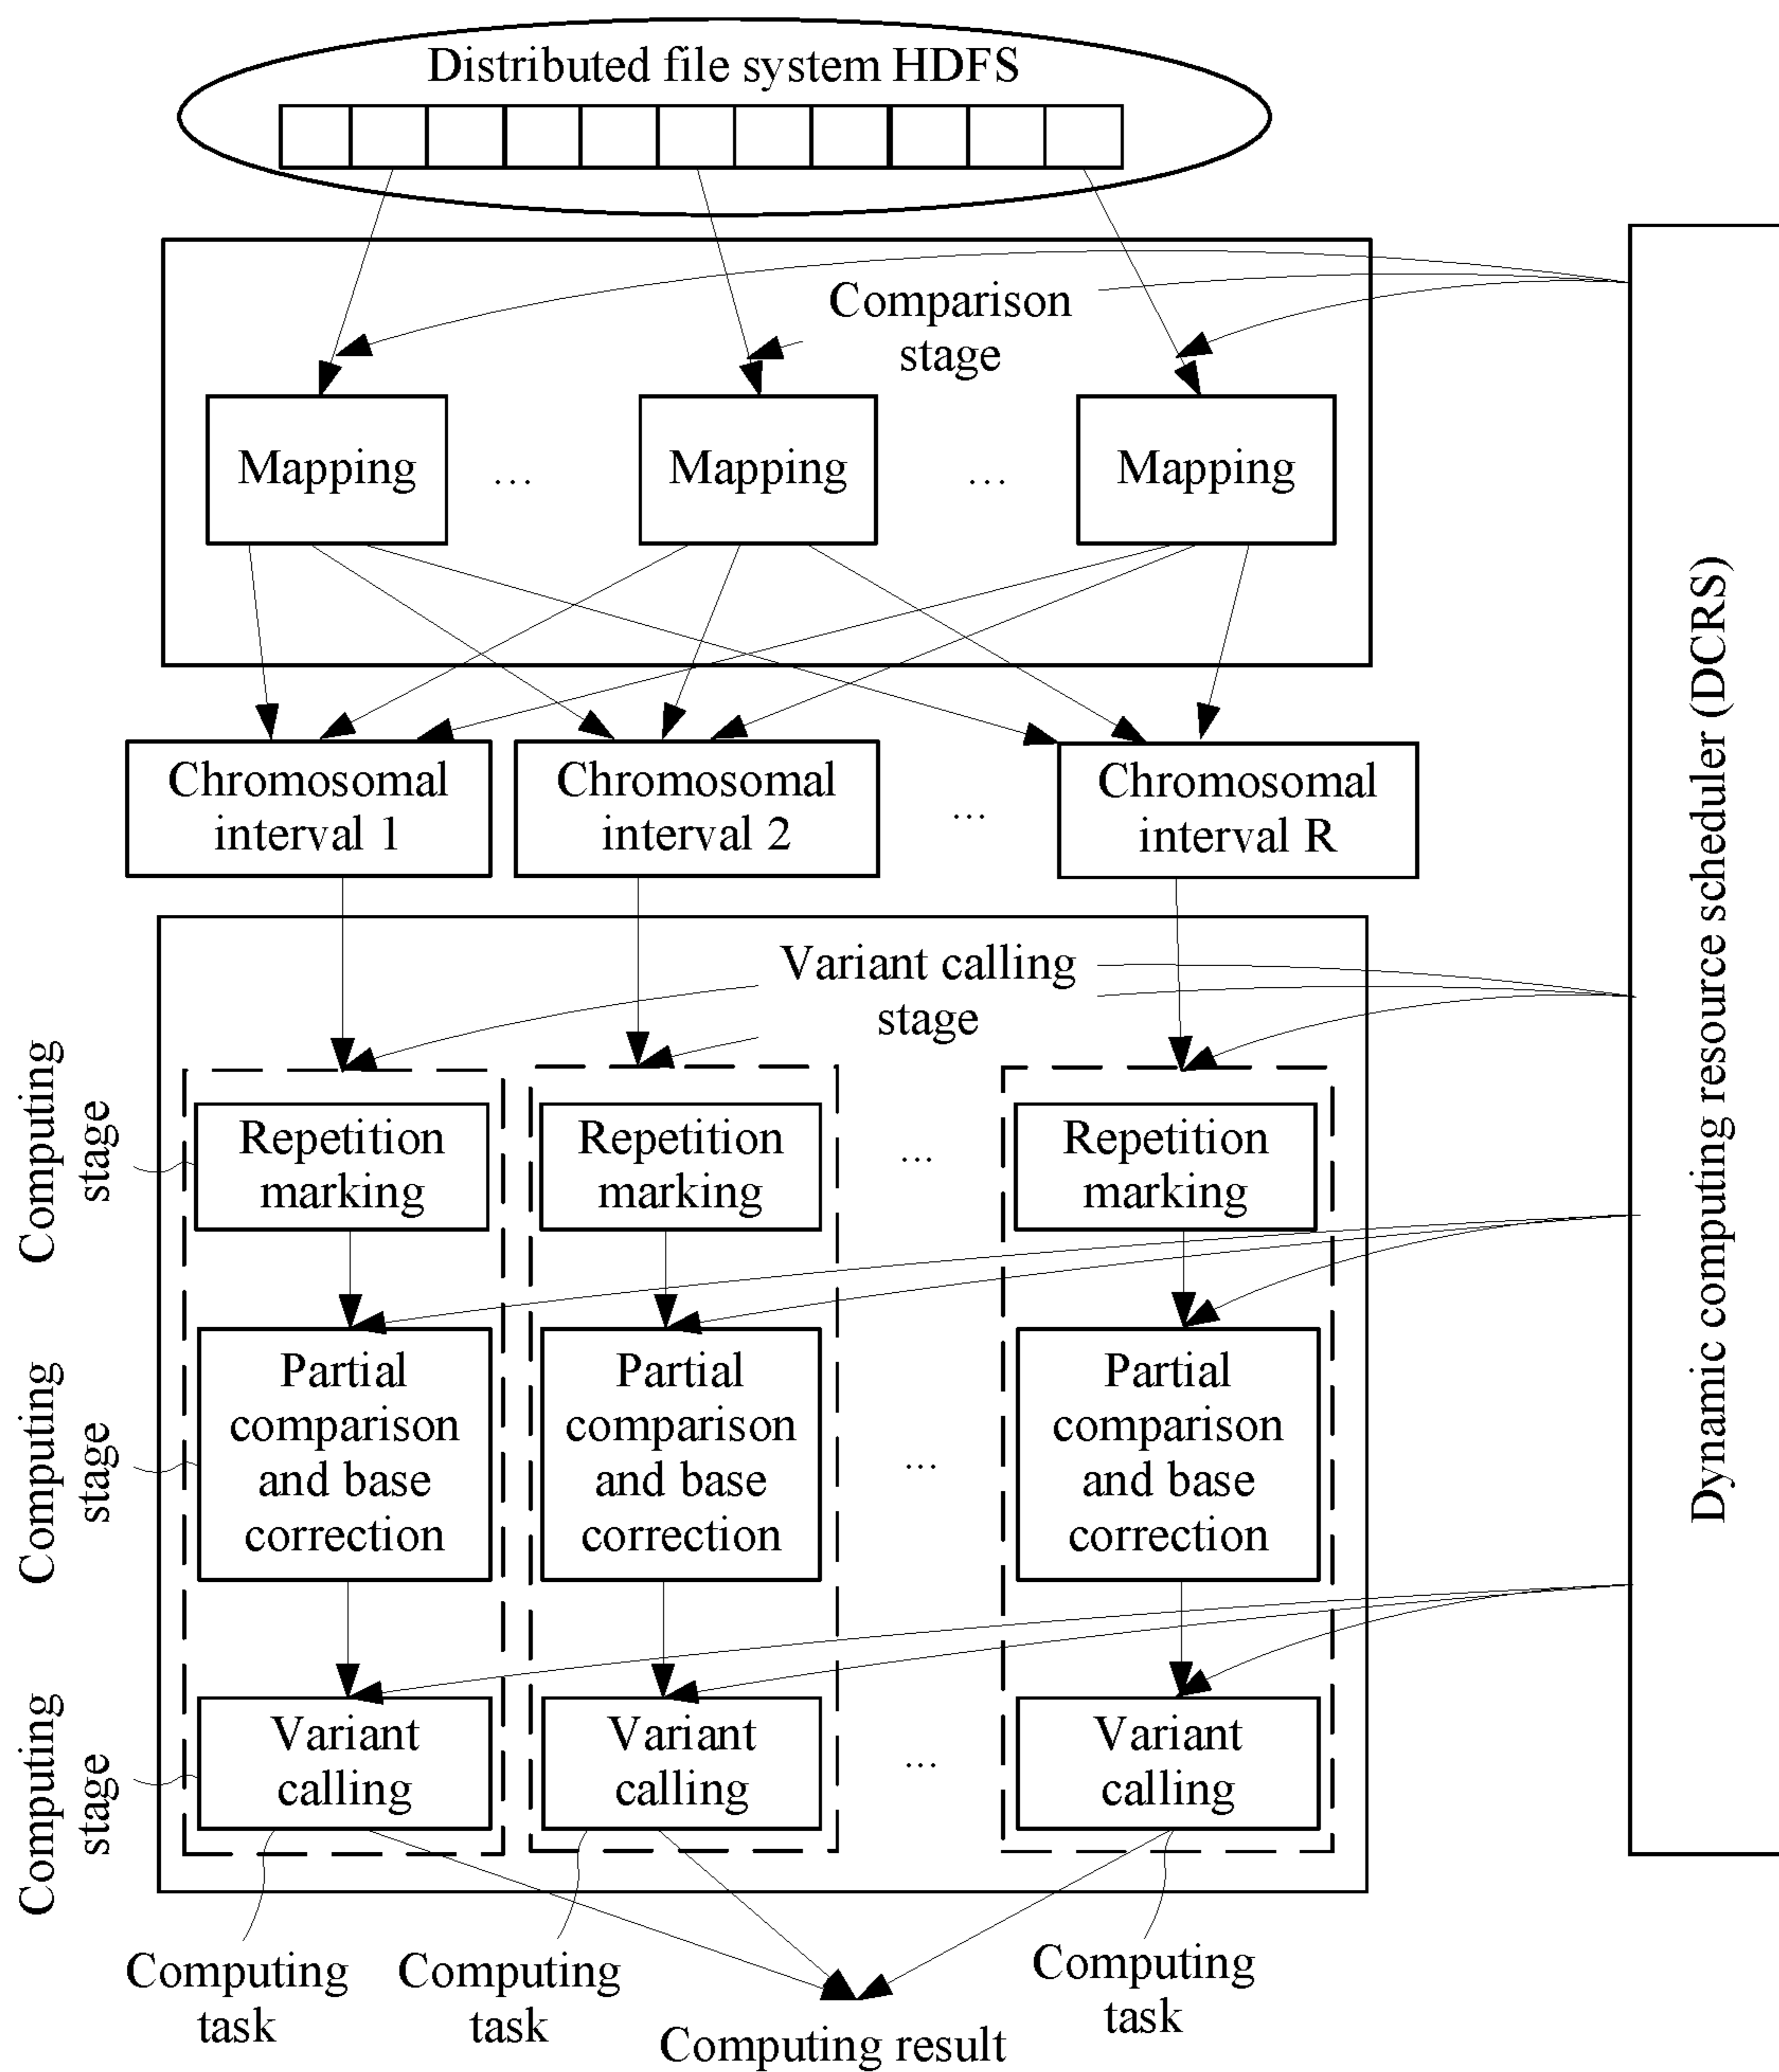 Distributed file system HDFS
Comparison
stage
Mapping
...
Mapping
...
Mapping
Chromosomal
interval 1
Chromosomal
interval 2
...
Chromosomal
interval R
Dynamic computing resource scheduler (DCRS)
Variant calling
stage
Computing
stage
Repetition
marking
Repetition
marking
...
Repetition
marking
Computing
stage
Partial
comparison
and base
correction
Partial
comparison
and base
correction
...
Partial
comparison
and base
correction
Computing
stage
Variant
calling
Variant
calling
...
Variant
calling
Computing
task
Computing
task
Computing
task
Computing result